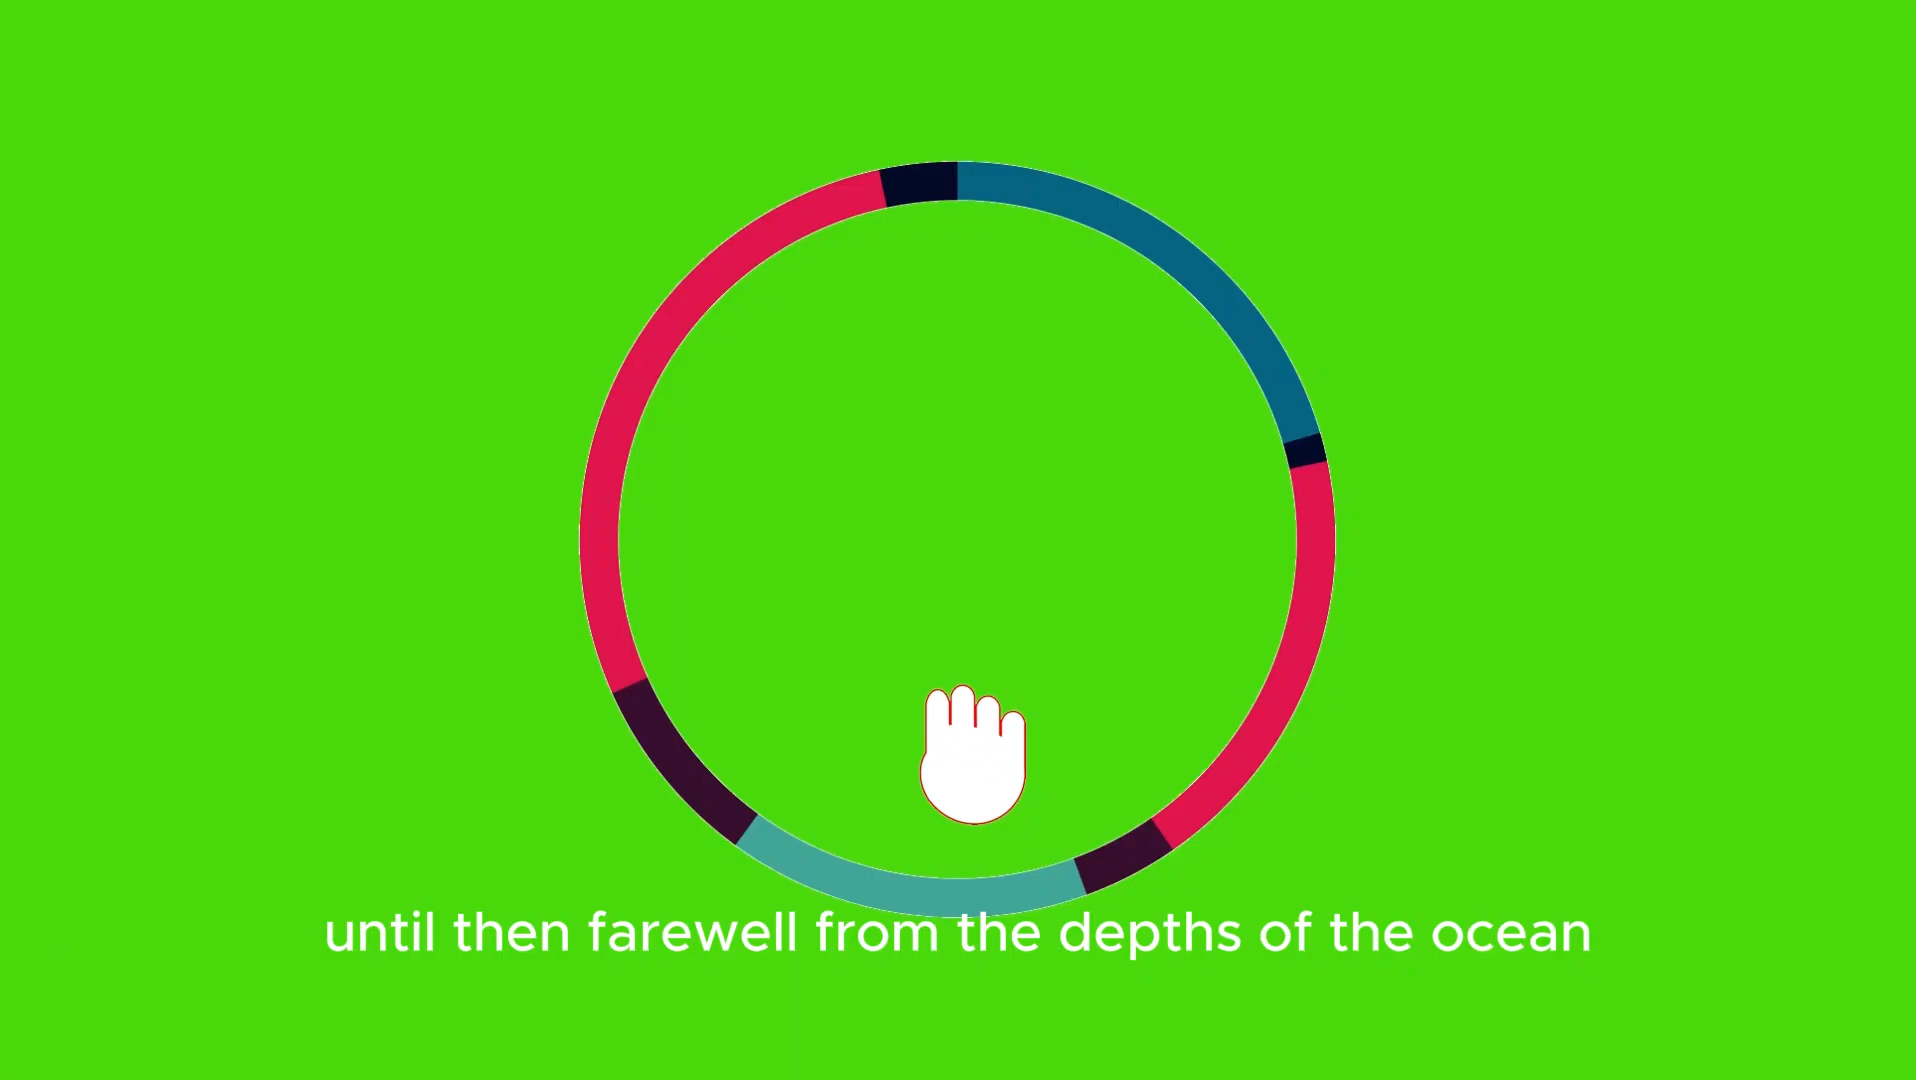 until then farewell from the depths of the ocean